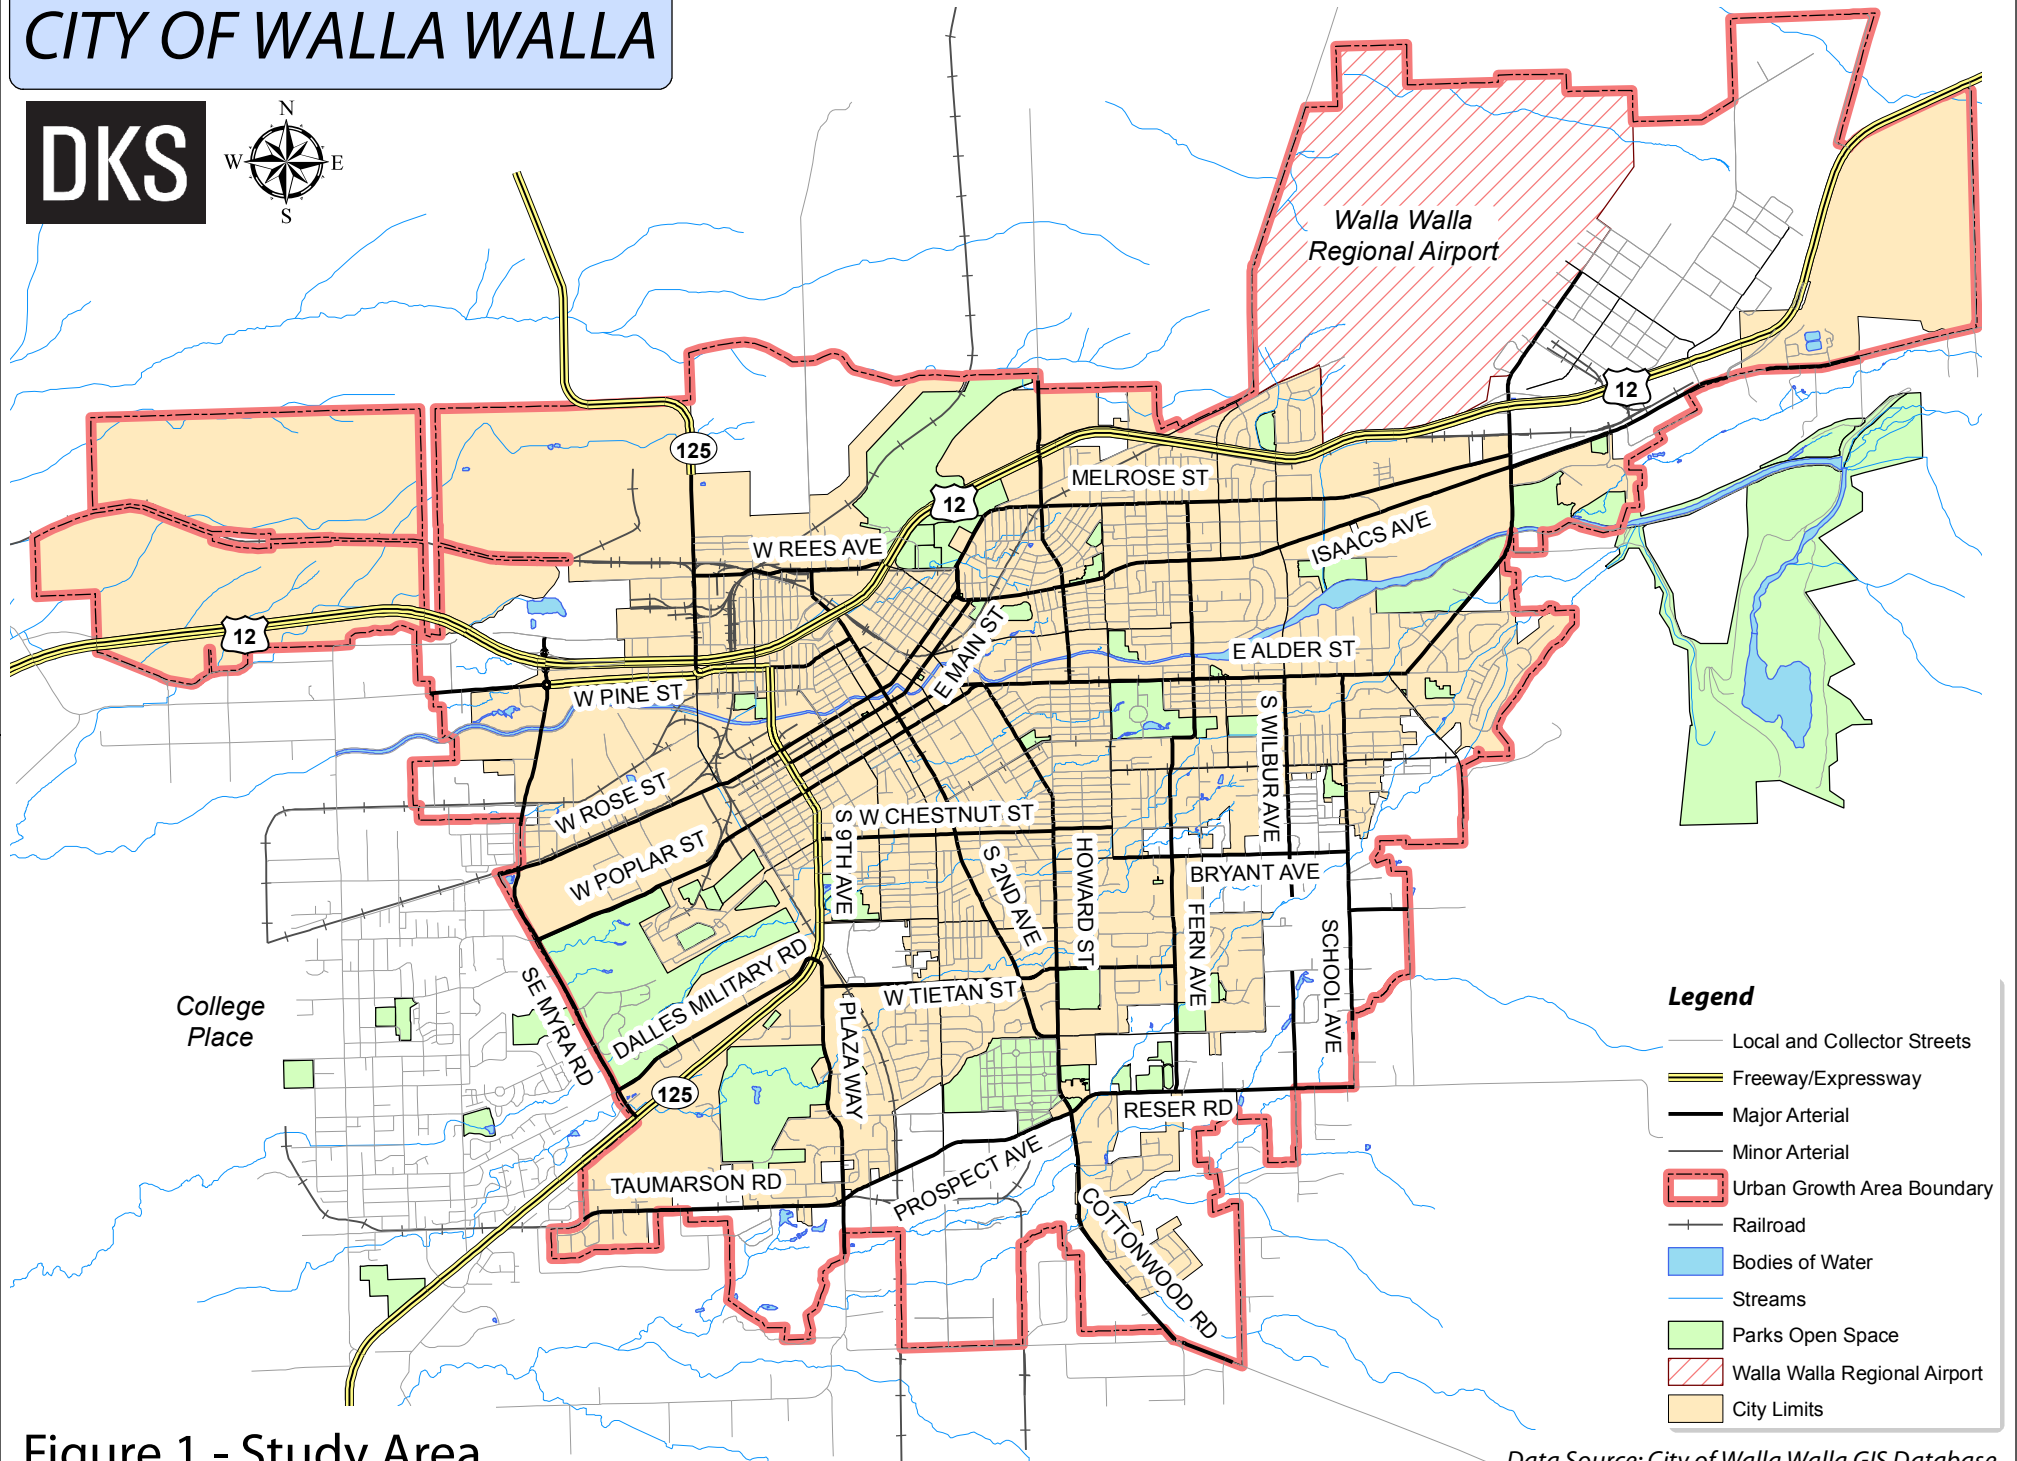 CITY OF WALLA WALLA
DKS
N
W
E
S
Walla Walla
Regional Airport
12
125
12
MELROSE ST
W REES AVE
ISAACS AVE
12
E MAIN ST
E ALDER ST
W PINE ST
S WILBUR AVE
W ROSE ST
W CHESTNUT ST
S 9TH AVE
W POPLAR ST
S 2ND AVE
HOWARD ST
BRYANT AVE
FERN AVE
SCHOOL AVE
SE MYRA RD
DALLES MILITARY RD
W TIETAN ST
College
Place
PLAZA WAY
125
RESER RD
PROSPECT AVE
TAUMARSON RD
COTTONWOOD RD
Legend
Local and Collector Streets
Freeway/Expressway
Major Arterial
Minor Arterial
Urban Growth Area Boundary
Railroad
Bodies of Water
Streams
Parks Open Space
Walla Walla Regional Airport
City Limits
Figure 1 - Study Area
Data Source: City of Walla Walla GIS Database